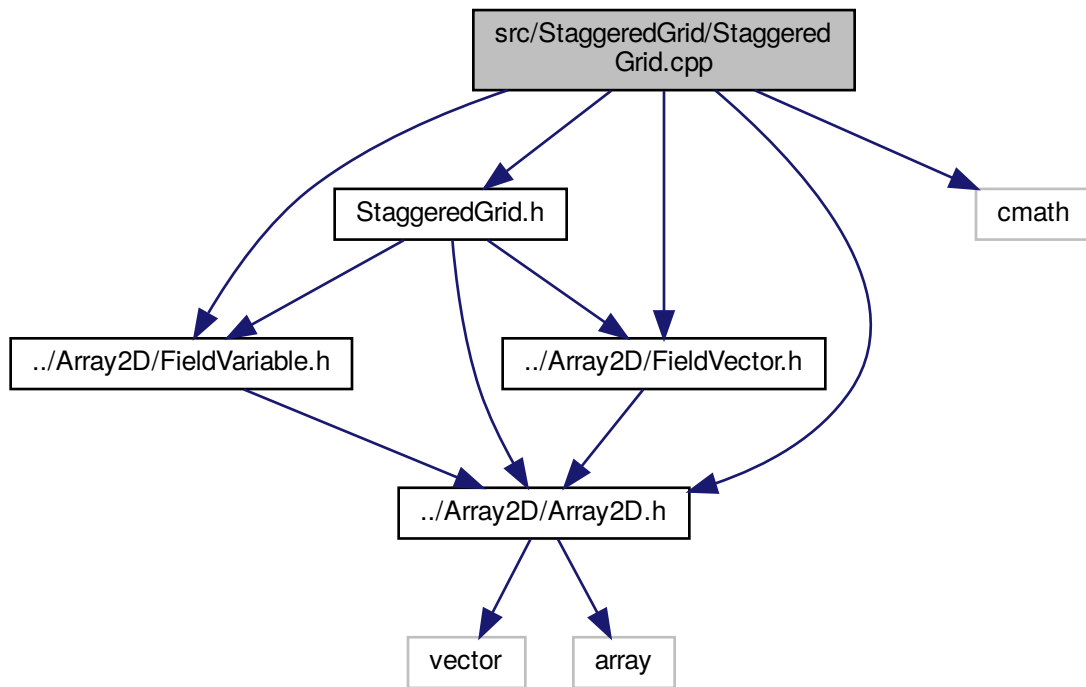 src/StaggeredGrid/Staggered
Grid.cpp
StaggeredGrid.h
cmath
../Array2D/FieldVariable.h
../Array2D/FieldVector.h
../Array2D/Array2D.h
vector
array